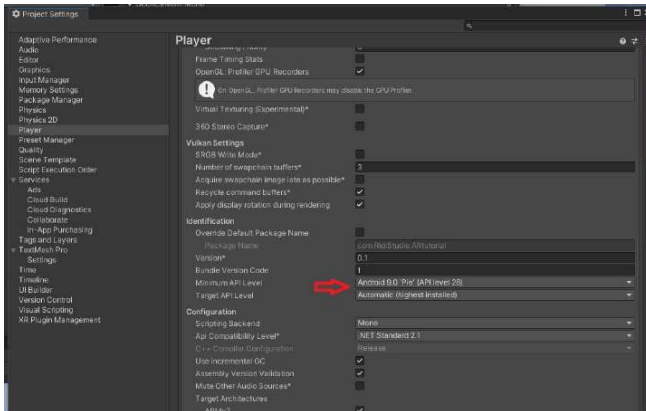 Project Settings
Adaptive Performance
Audio
Editor
Graphics
Input Manager
Memory Settings
Package Manager
Physics
Physics 2D
Player
Preset Manager
Quality
Scene Template
Script Execution Order
Services
Ads
Cloud Build
Cloud Diagnostics
Collaborate
In-App Purchasing
Tags and Layers
TextMesh Pro
Settings
Time
Timeline
UI Builder
Version Control
Visual Scripting
XR Plugin Management
Player
Frame Timing Stats
OpenGL: Profiler GPU Recorders
On OpenGL, Profiler GPU Recorders may disable the GPU Profiler.
Virtual Texturing (Experimental)*
360 Stereo Capture*
Vulkan Settings
SRGB Write Mode*
Number of swapchain buffers* 3
Acquire swapchain image late as possible*
Recycle command buffers*
Apply display rotation during rendering
Identification
Override Default Package Name
Package Name com.RidiStudio.ARtutorial
Version* 0.1
Bundle Version Code 1
Minimum API Level Android 9.0 'Pie' (API level 28)
Target API Level Automatic (highest installed)
Configuration
Scripting Backend Mono
Api Compatibility Level* .NET Standard 2.1
C++ Compiler Configuration Release
Use incremental GC
Assembly Version Validation
Mute Other Audio Sources*
Target Architectures
ARMv7